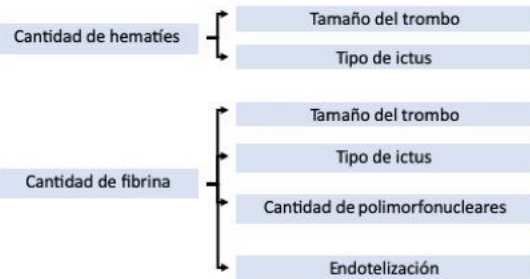 Cantidad de hematíes
Tamaño del trombo
Tipo de ictus
Cantidad de fibrina
Tamaño del trombo
Tipo de ictus
Cantidad de polimorfonucleares
Endotelización